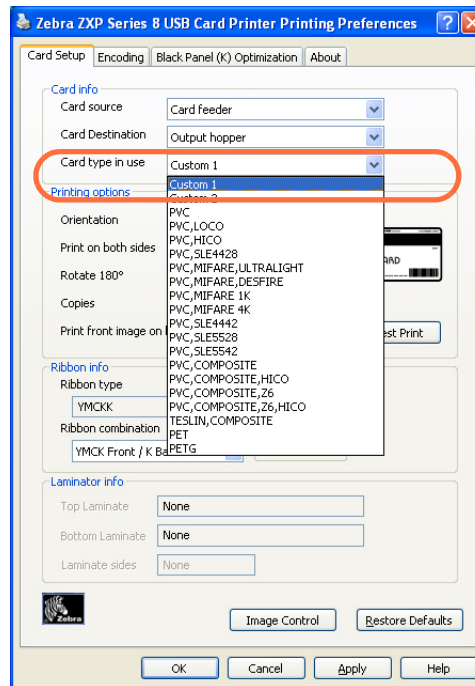 Zebra ZXP Series 8 USB Card Printer Printing Preferences
Card Setup Encoding Black Panel (K) Optimization About
Card info
Card source Card feeder
Card Destination Output hopper
Card type in use Custom 1
Custom 1
Custom 2
Printing options
PVC
PVC,LOCO
Orientation
PVC,HICO
PVC,SLE4428
Print on both sides
PVC,MIFARE,ULTRALIGHT
PVC,MIFARE,DESFIRE
Rotate 180°
PVC,MIFARE 1K
Copies
PVC,MIFARE 4K
PVC,SLE4442
Print front image on
PVC,SLE5528
est Print
PVC,SLE5542
Ribbon info
PVC,COMPOSITE
Ribbon type
PVC,COMPOSITE,HICO
YMCKK
PVC,COMPOSITE,Z6
PVC,COMPOSITE,Z6,HICO
Ribbon combination
TESLIN,COMPOSITE
PET
YMCK Front / K Ba
PETG
Laminator info
Top Laminate None
Bottom Laminate None
Laminate sides None
Zebra
Image Control Restore Defaults
OK Cancel Apply Help